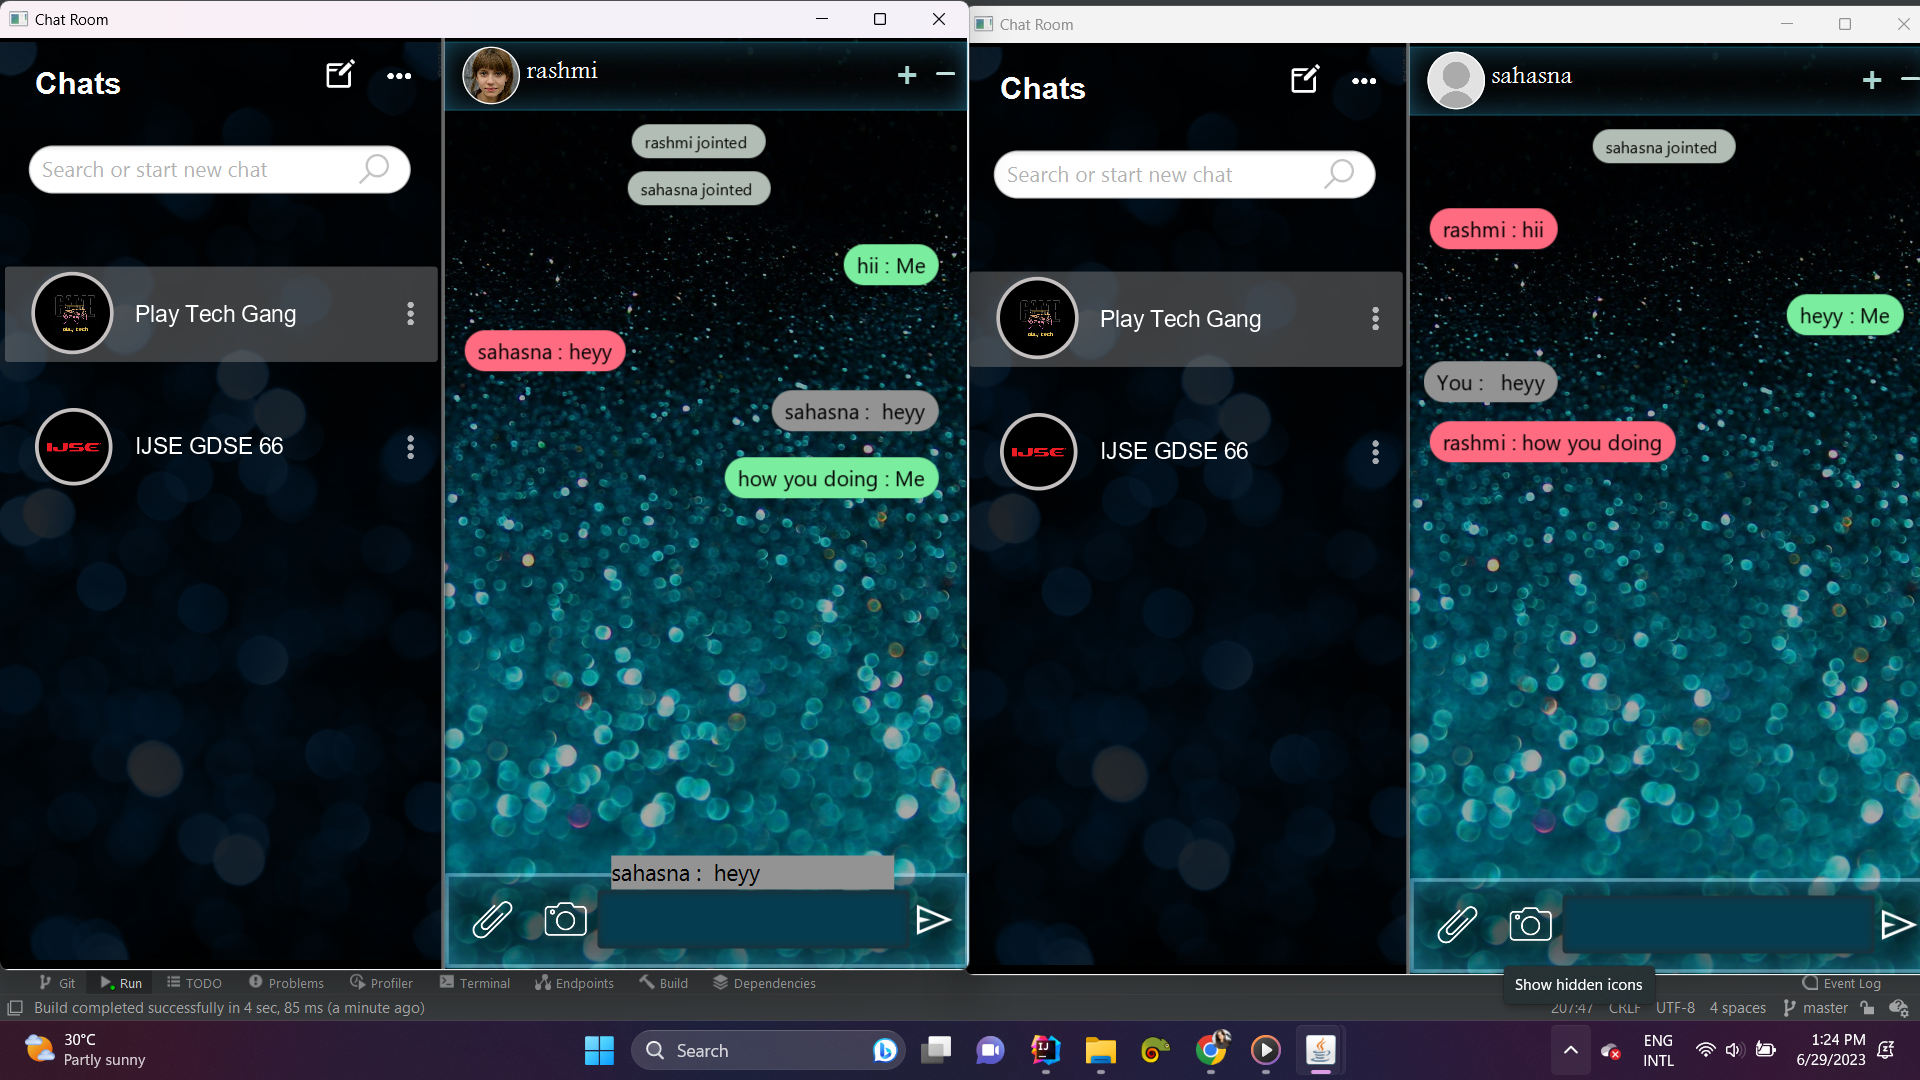 Chat Room
Chats
Search or start new chat
Play Tech Gang
IJSE
IJSE GDSE 66
rashmi
rashmi jointed
sahasna jointed
hii : Me
sahasna : heyy
sahasna :  heyy
how you doing : Me
sahasna :  heyy
Chat Room
Chats
Search or start new chat
Play Tech Gang
IJSE
IJSE GDSE 66
sahasna
sahasna jointed
rashmi : hii
heyy : Me
You :   heyy
rashmi : how you doing
Git Run TODO Problems Profiler Terminal Endpoints Build Dependencies Event Log
Show hidden icons
Build completed successfully in 4 sec, 85 ms (a minute ago) 207:47 CRLF UTF-8 4 spaces master
30°C
Partly sunny
Search
ENG
INTL
1:24 PM
6/29/2023